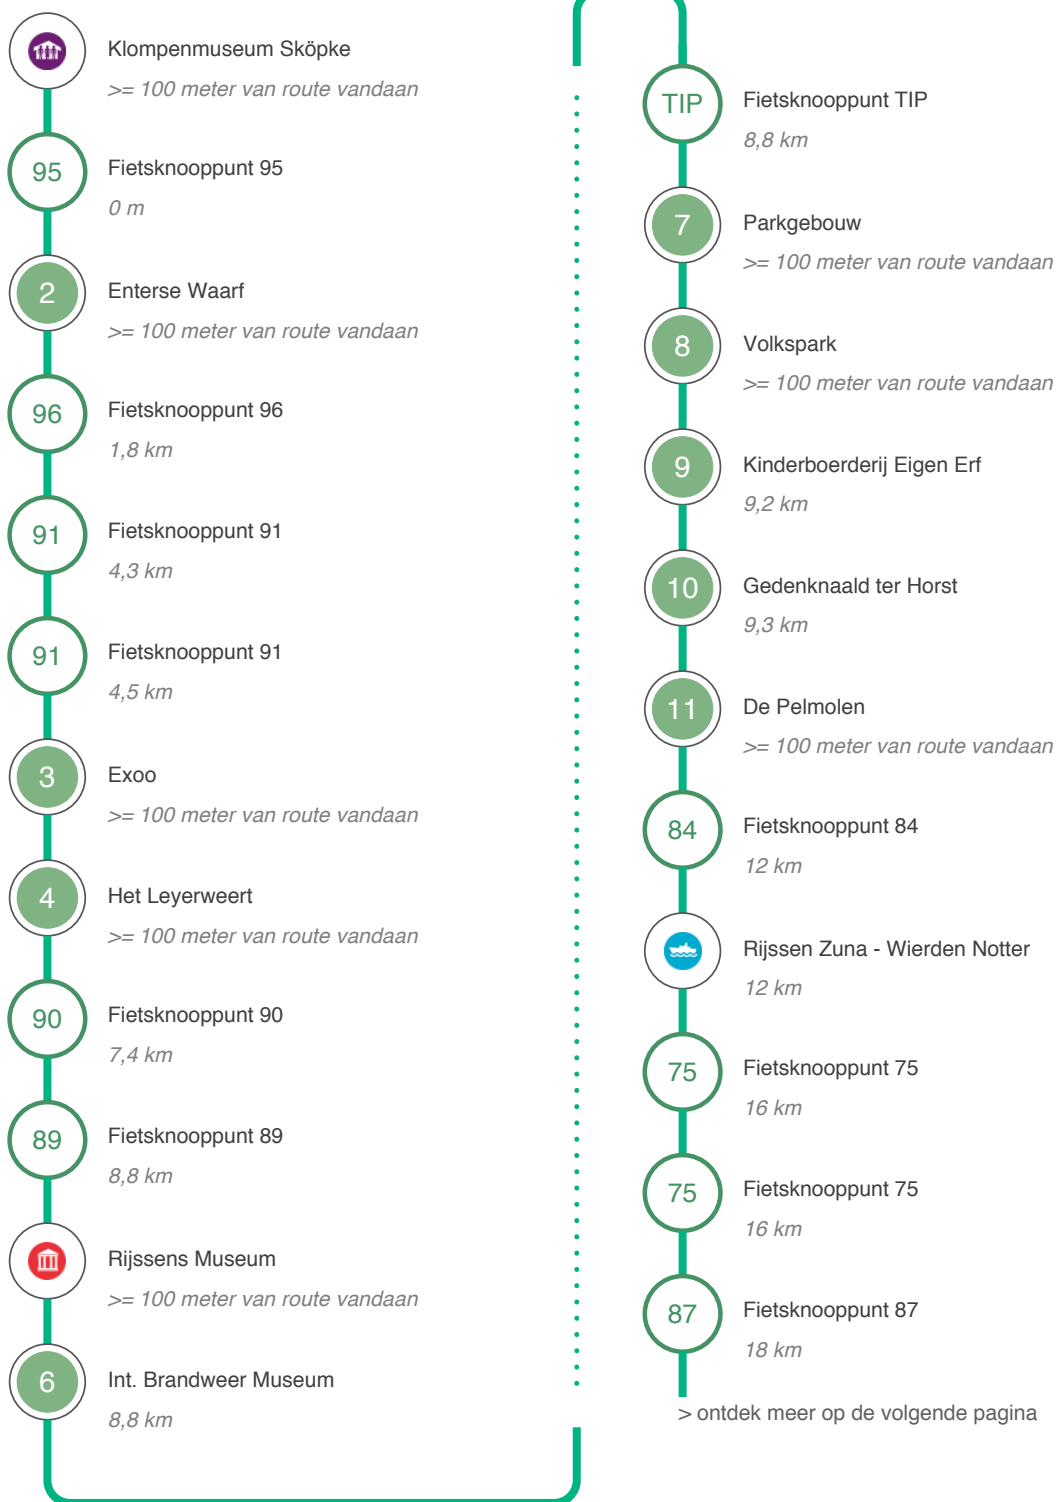 Klompenmuseum Sköpke
>= 100 meter van route vandaan
95
Fietsknooppunt 95
0 m
2
Enterse Waarf
>= 100 meter van route vandaan
96
Fietsknooppunt 96
1,8 km
91
Fietsknooppunt 91
4,3 km
91
Fietsknooppunt 91
4,5 km
3
Exoo
>= 100 meter van route vandaan
4
Het Leyerweert
>= 100 meter van route vandaan
90
Fietsknooppunt 90
7,4 km
89
Fietsknooppunt 89
8,8 km
Rijssens Museum
>= 100 meter van route vandaan
6
Int. Brandweer Museum
8,8 km
TIP
Fietsknooppunt TIP
8,8 km
7
Parkgebouw
>= 100 meter van route vandaan
8
Volkspark
>= 100 meter van route vandaan
9
Kinderboerderij Eigen Erf
9,2 km
10
Gedenknaald ter Horst
9,3 km
11
De Pelmolen
>= 100 meter van route vandaan
84
Fietsknooppunt 84
12 km
Rijssen Zuna - Wierden Notter
12 km
75
Fietsknooppunt 75
16 km
75
Fietsknooppunt 75
16 km
87
Fietsknooppunt 87
18 km
> ontdek meer op de volgende pagina